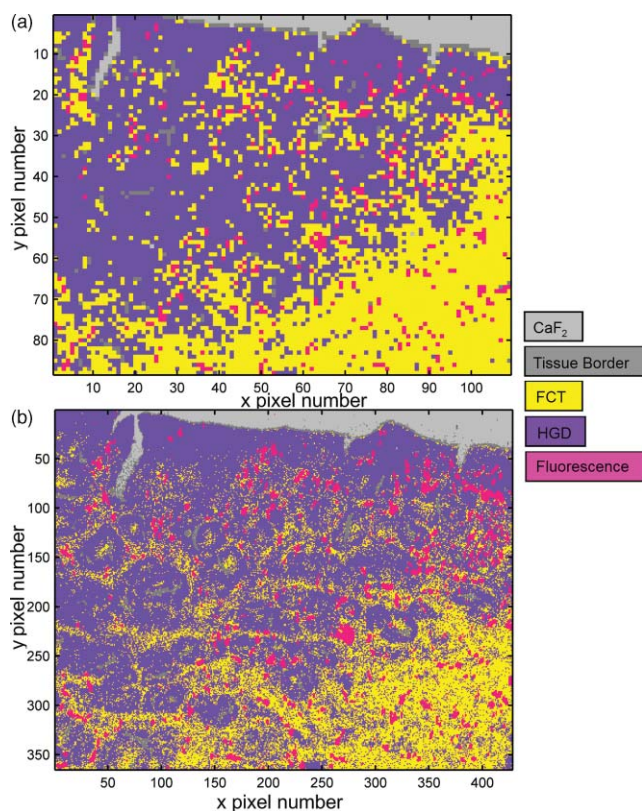 (a)
10
20
30
40
50
60
70
80
y pixel number
10 20 30 40 50 60 70 80 90 100
x pixel number
CaF₂
Tissue Border
FCT
HGD
Fluorescence
(b)
50
100
150
200
250
300
350
y pixel number
50 100 150 200 250 300 350 400
x pixel number